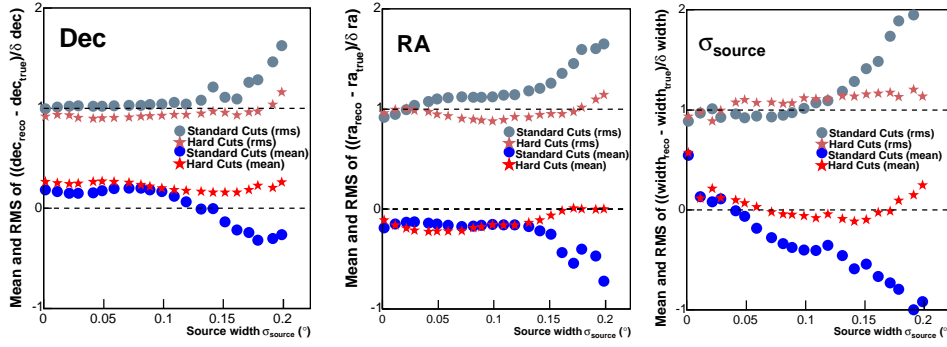 Mean and RMS of ((dec_reco - dec_true)/δ dec)
Dec
1
0
-1
Standard Cuts (rms)
Hard Cuts (rms)
Standard Cuts (mean)
Hard Cuts (mean)
0 0.05 0.1 0.15 0.2
Source width σ_source (°)
Mean and RMS of ((ra_reco - ra_true)/δ ra)
RA
1
0
-1
Standard Cuts (rms)
Hard Cuts (rms)
Standard Cuts (mean)
Hard Cuts (mean)
0 0.05 0.1 0.15 0.2
Source width σ_source (°)
Mean and RMS of ((width_reco - width_true)/δ width)
σ_source
1
0
-1
Standard Cuts (rms)
Hard Cuts (rms)
Standard Cuts (mean)
Hard Cuts (mean)
0 0.05 0.1 0.15 0.2
Source width σ_source (°)